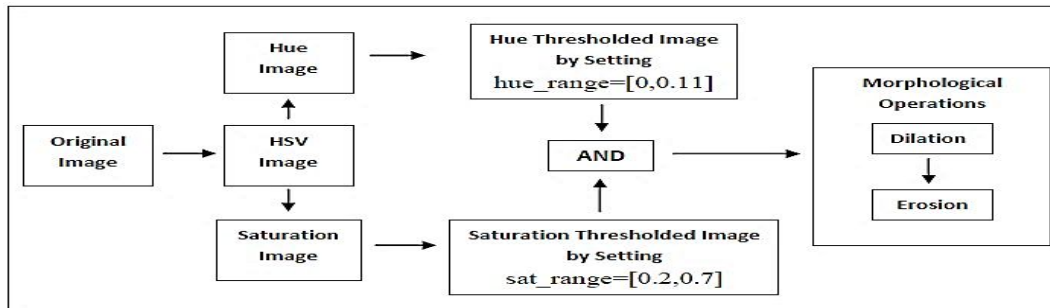 Original
Image
HSV
Image
Hue
Image
Hue Thresholded Image
by Setting
hue_range=[0,0.11]
Saturation
Image
Saturation Thresholded Image
by Setting
sat_range=[0.2,0.7]
AND
Morphological
Operations
Dilation
Erosion